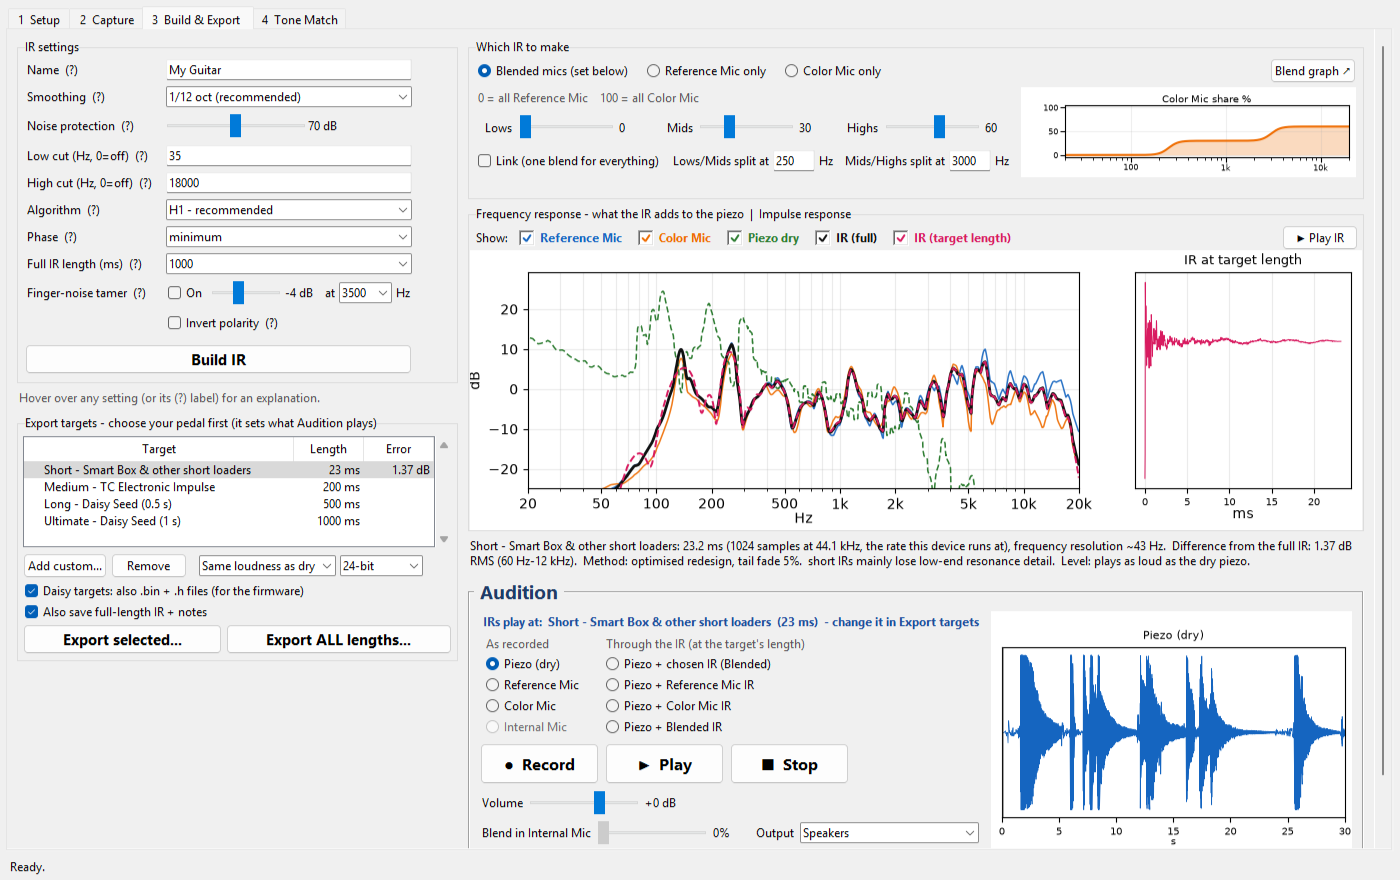 1 Setup 2 Capture 3 Build & Export 4 Tone Match
IR settings
Name (?) My Guitar
Smoothing (?) 1/12 oct (recommended)
Noise protection (?) 70 dB
Low cut (Hz, 0=off) (?) 35
High cut (Hz, 0=off) (?) 18000
Algorithm (?) H1 - recommended
Phase (?) minimum
Full IR length (ms) (?) 1000
Finger-noise tamer (?) On -4 dB at 3500 Hz
Invert polarity (?)
Build IR
Hover over any setting (or its (?) label) for an explanation.
Export targets - choose your pedal first (it sets what Audition plays)
Target Length Error
Short - Smart Box & other short loaders 23 ms 1.37 dB
Medium - TC Electronic Impulse 200 ms
Long - Daisy Seed (0.5 s) 500 ms
Ultimate - Daisy Seed (1 s) 1000 ms
Add custom... Remove Same loudness as dry 24-bit
Daisy targets: also .bin + .h files (for the firmware)
Also save full-length IR + notes
Export selected... Export ALL lengths...
Which IR to make
Blended mics (set below) Reference Mic only Color Mic only Blend graph ↗
0 = all Reference Mic 100 = all Color Mic
Lows 0 Mids 30 Highs 60
Link (one blend for everything) Lows/Mids split at 250 Hz Mids/Highs split at 3000 Hz
Color Mic share %
100
50
0
100 1k 10k
Frequency response - what the IR adds to the piezo | Impulse response
Show: Reference Mic Color Mic Piezo dry IR (full) IR (target length) ► Play IR
dB
20
10
0
−10
−20
20 50 100 200 500 1k 2k 5k 10k 20k
Hz
IR at target length
0 5 10 15 20
ms
Short - Smart Box & other short loaders: 23.2 ms (1024 samples at 44.1 kHz, the rate this device runs at), frequency resolution ~43 Hz. Difference from the full IR: 1.37 dB
RMS (60 Hz-12 kHz). Method: optimised redesign, tail fade 5%. short IRs mainly lose low-end resonance detail. Level: plays as loud as the dry piezo.
Audition
IRs play at: Short - Smart Box & other short loaders (23 ms) - change it in Export targets
As recorded Through the IR (at the target's length)
Piezo (dry) Piezo + chosen IR (Blended)
Reference Mic Piezo + Reference Mic IR
Color Mic Piezo + Color Mic IR
Internal Mic Piezo + Blended IR
● Record ► Play ■ Stop
Volume +0 dB
Blend in Internal Mic 0% Output Speakers
Piezo (dry)
0 5 10 15 20 25 30
s
Ready.